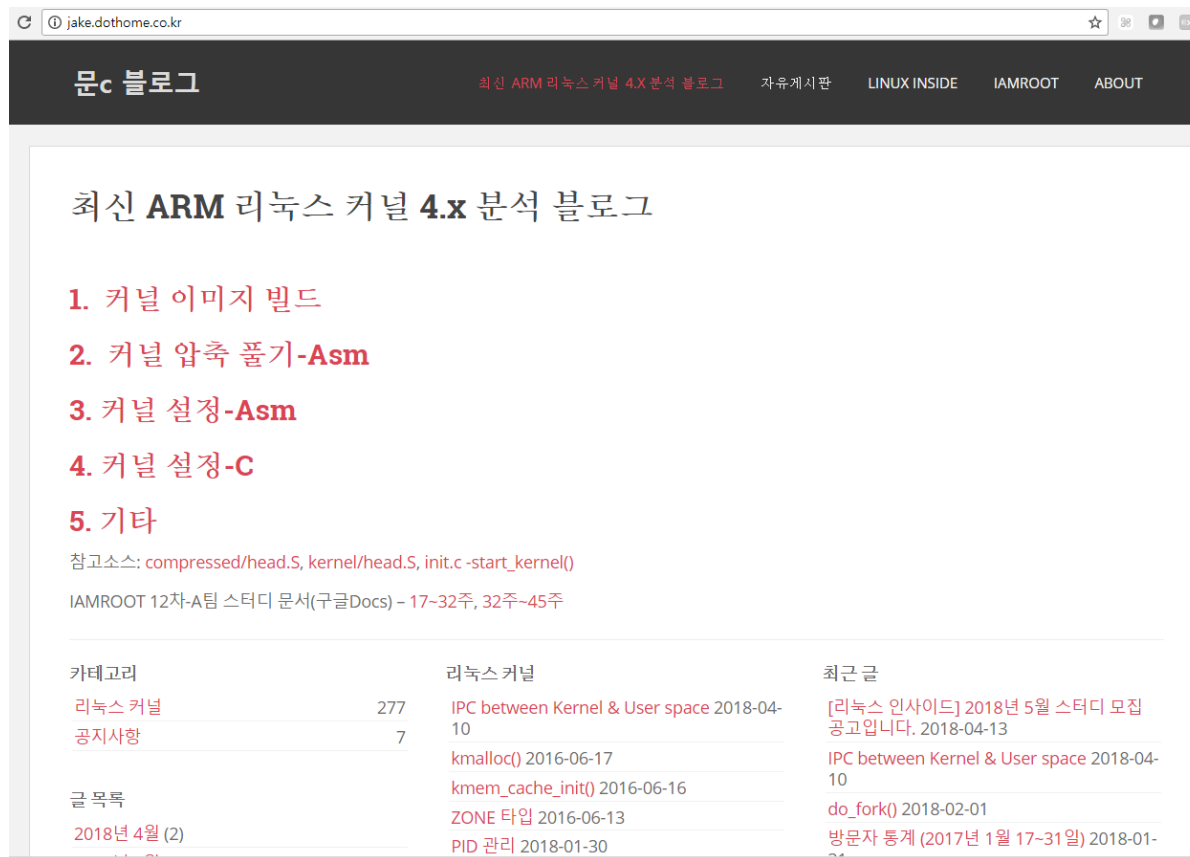 jake.dothome.co.kr
문c 블로그
최신 ARM 리눅스 커널 4.X 분석 블로그 자유게시판 LINUX INSIDE IAMROOT ABOUT
최신 ARM 리눅스 커널 4.x 분석 블로그
1. 커널 이미지 빌드
2. 커널 압축 풀기-Asm
3. 커널 설정-Asm
4. 커널 설정-C
5. 기타
참고소스: compressed/head.S, kernel/head.S, init.c -start_kernel()
IAMROOT 12차-A팀 스터디 문서(구글Docs) – 17~32주, 32주~45주
카테고리
리눅스 커널 277
공지사항 7
글 목록
2018년 4월 (2)
리눅스 커널
IPC between Kernel & User space 2018-04-
10
kmalloc() 2016-06-17
kmem_cache_init() 2016-06-16
ZONE 타입 2016-06-13
PID 관리 2018-01-30
최근 글
[리눅스 인사이드] 2018년 5월 스터디 모집
공고입니다. 2018-04-13
IPC between Kernel & User space 2018-04-
10
do_fork() 2018-02-01
방문자 통계 (2017년 1월 17~31일) 2018-01-